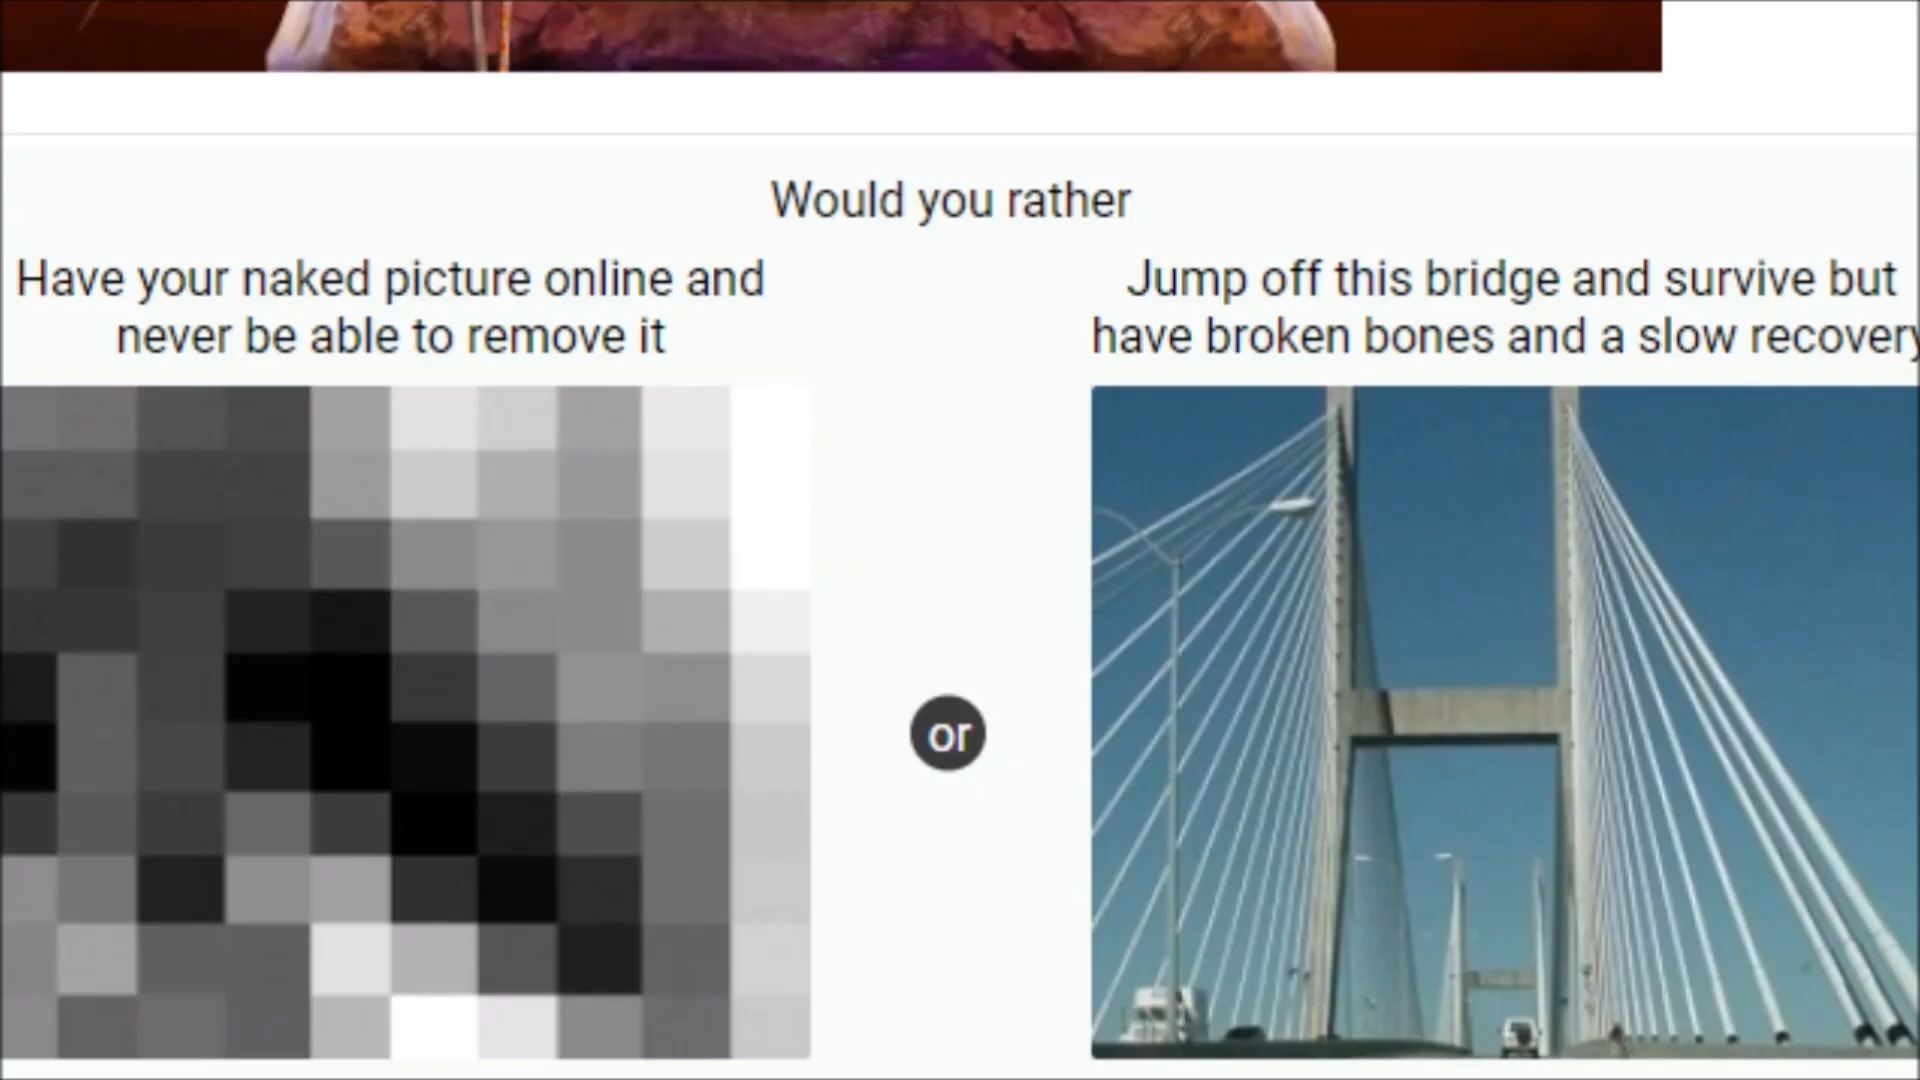 Would you rather
Have your naked picture online and
never be able to remove it
Jump off this bridge and survive but
have broken bones and a slow recovery
or